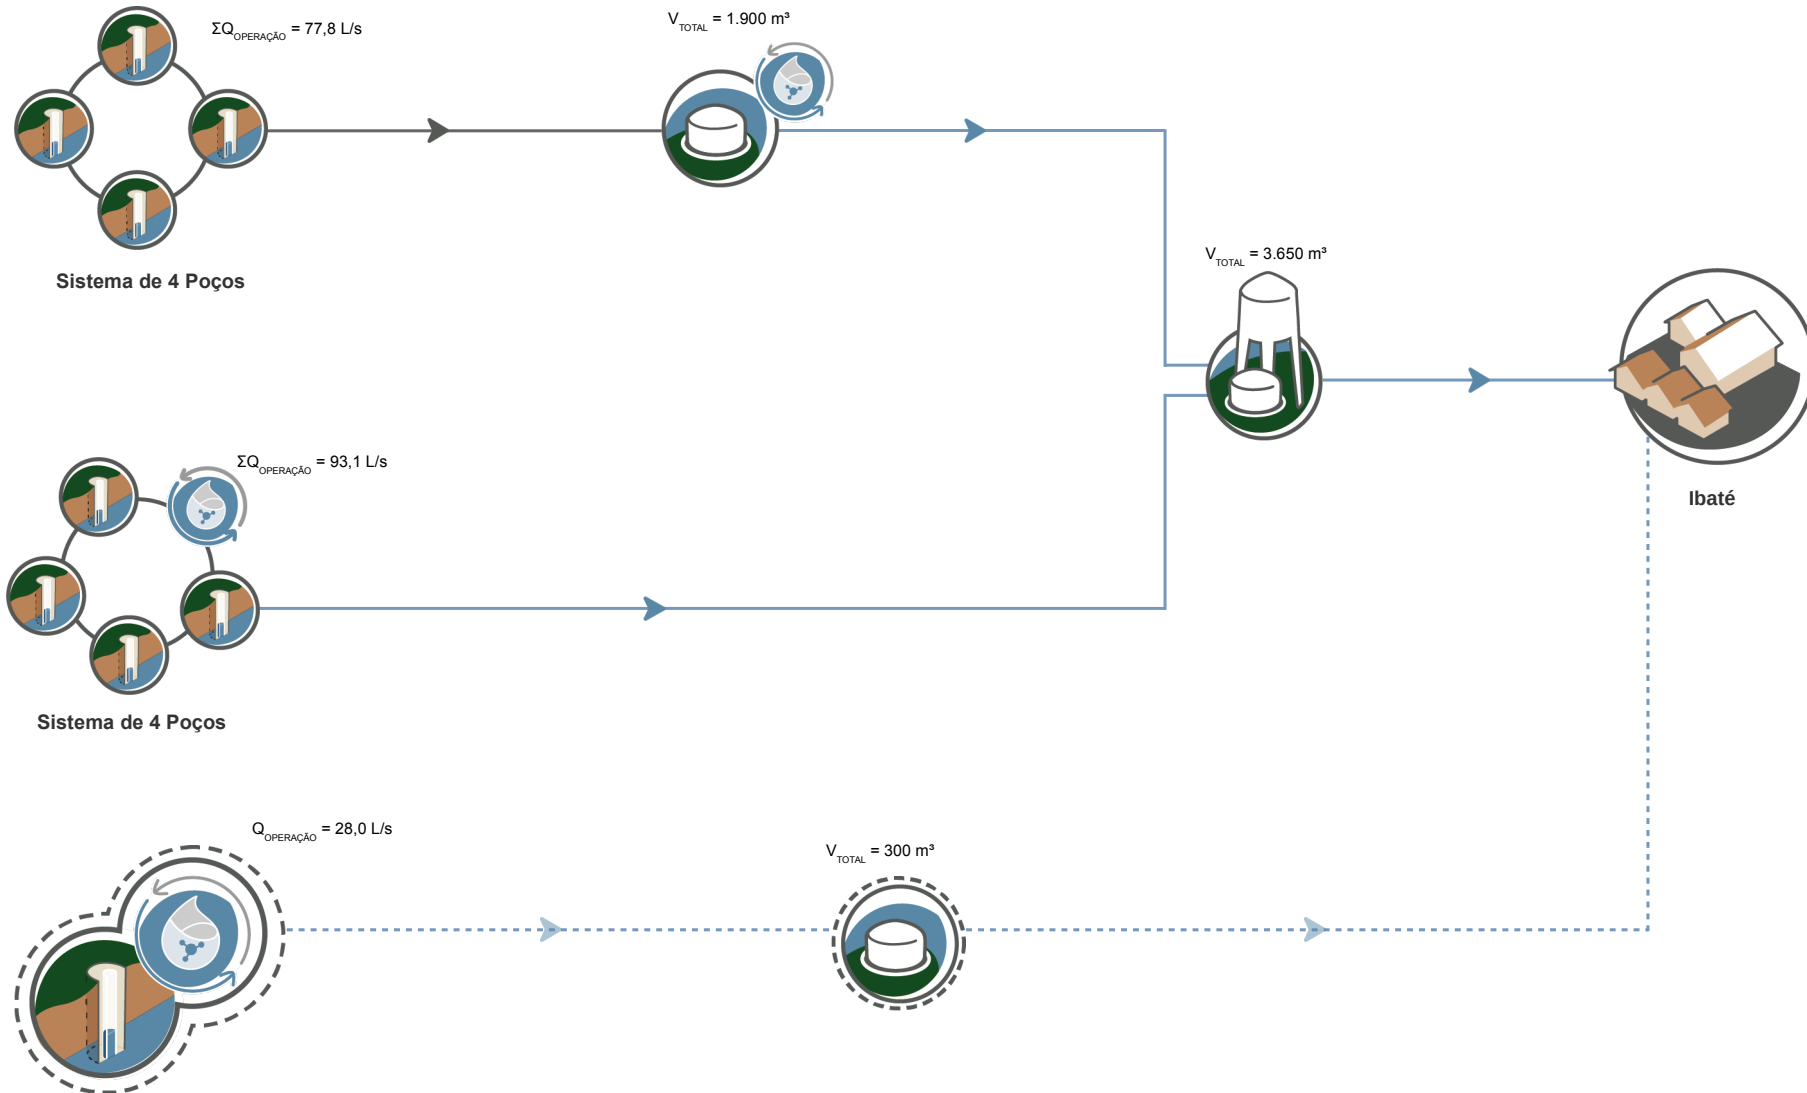 ΣQOPERAÇÃO = 77,8 L/s
VTOTAL = 1.900 m³
Sistema de 4 Poços
VTOTAL = 3.650 m³
Ibaté
ΣQOPERAÇÃO = 93,1 L/s
Sistema de 4 Poços
QOPERAÇÃO = 28,0 L/s
VTOTAL = 300 m³